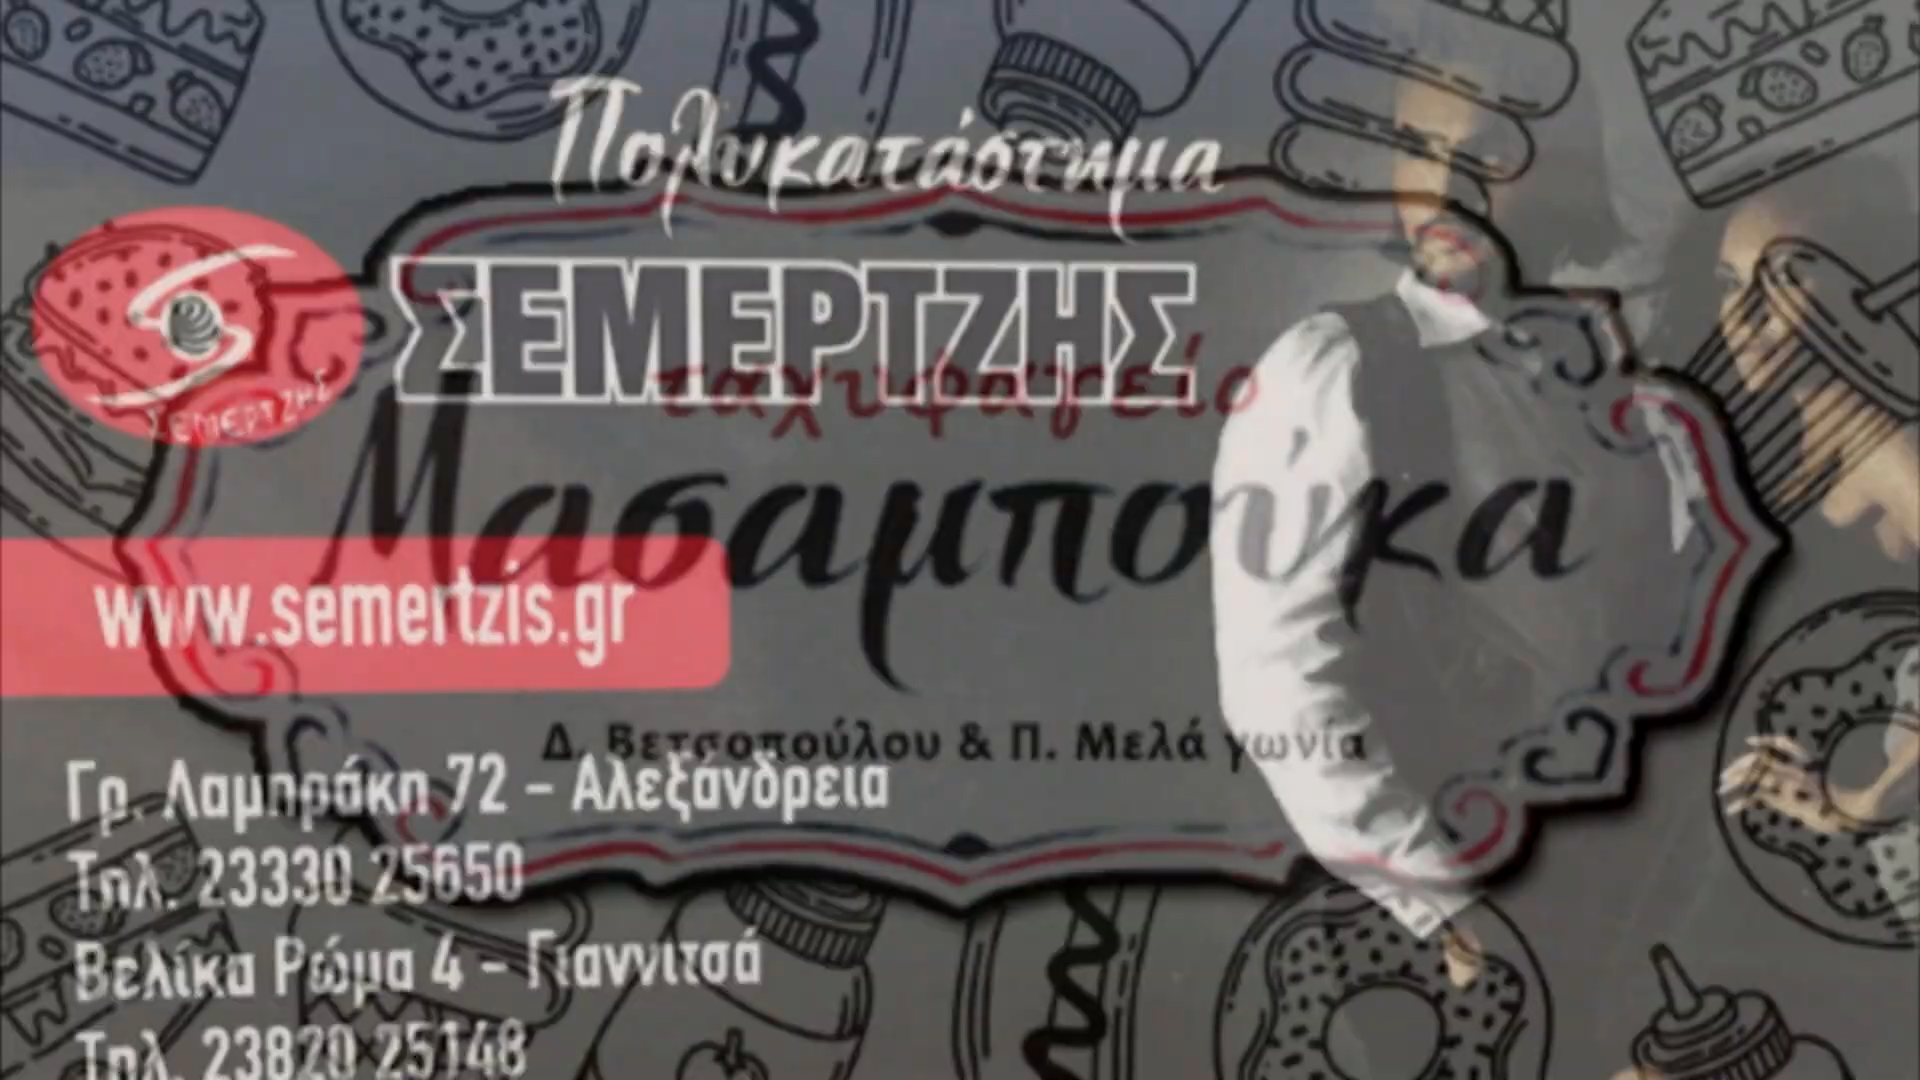 Πολυκατάστημα
ΣΕΜΕΡΤΖΗΣ
ΣΕΜΕΡΤΖΗΣ
ταχυφαγείο
Μασαμπούκα
www.semertzis.gr
Δ. Βετσοπούλου & Π. Μελά γωνία
Γρ. Λαμπράκη 72 - Αλεξάνδρεια
Τηλ. 23330 25650
Βελίκα Ρώμα 4 - Γιαννιτσά
Τηλ. 23820 25148